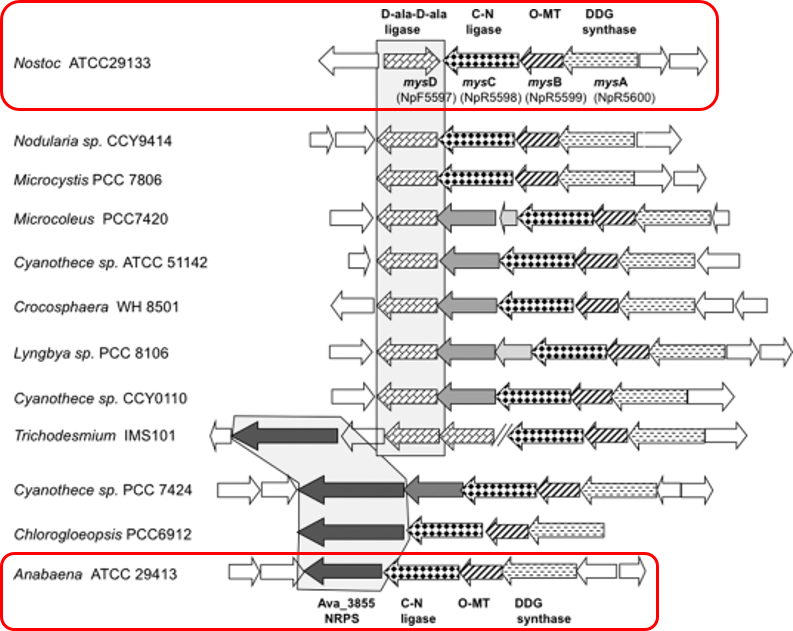 D-ala-D-ala ligase C-N ligase O-MT DDG synthase
Nostoc ATCC29133
mysD (NpF5597) mysC (NpR5598) mysB (NpR5599) mysA (NpR5600)
Nodularia sp. CCY9414
Microcystis PCC 7806
Microcoleus PCC7420
Cyanothece sp. ATCC 51142
Crocosphaera WH 8501
Lyngbya sp. PCC 8106
Cyanothece sp. CCY0110
Trichodesmium IMS101
Cyanothece sp. PCC 7424
Chlorogloeopsis PCC6912
Anabaena ATCC 29413
Ava_3855 NRPS C-N ligase O-MT DDG synthase